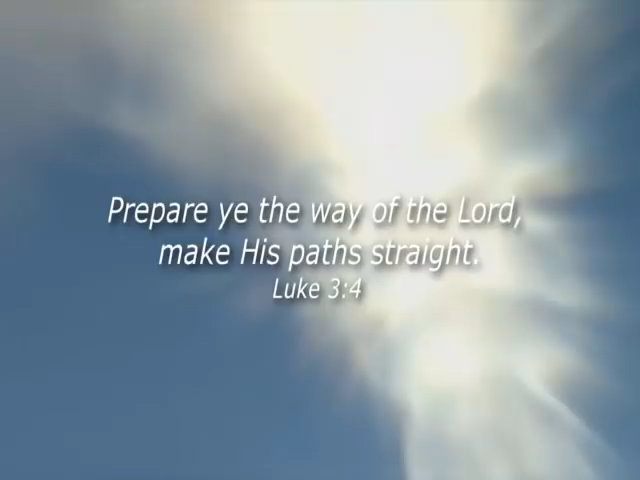 Prepare ye the way of the Lord,
make His paths straight.
Luke 3:4